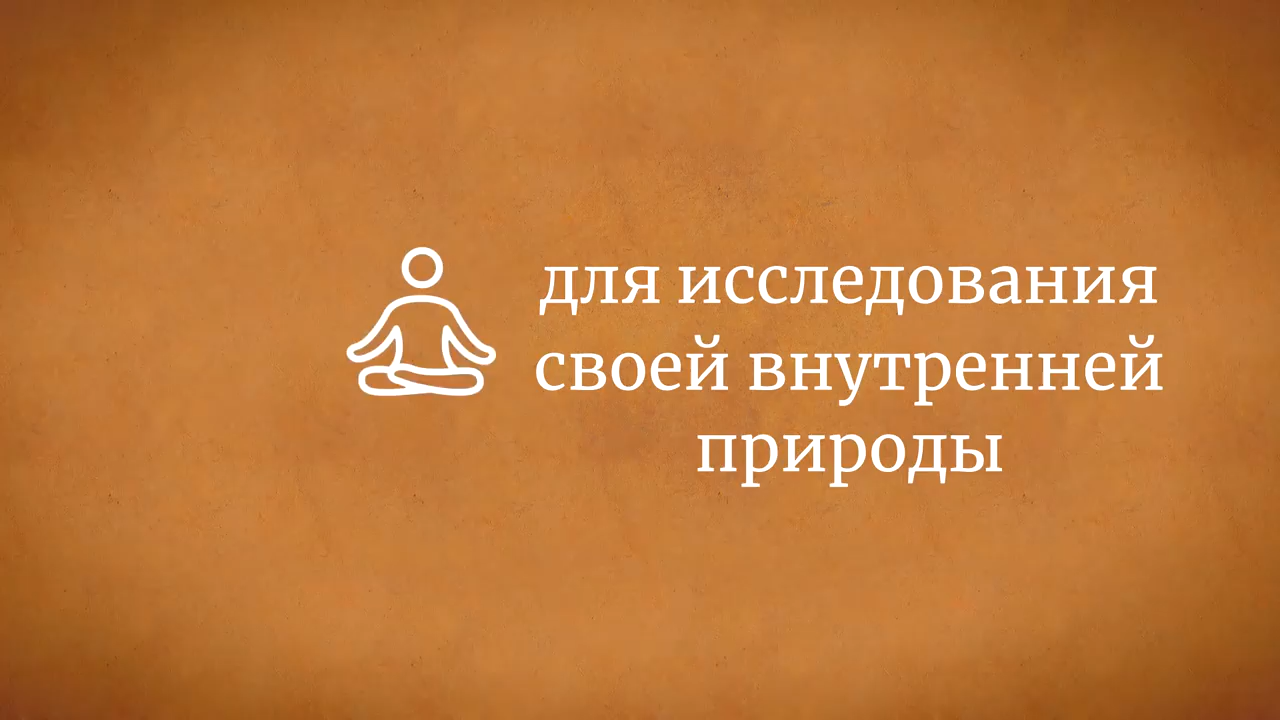 для исследования
своей внутренней
природы